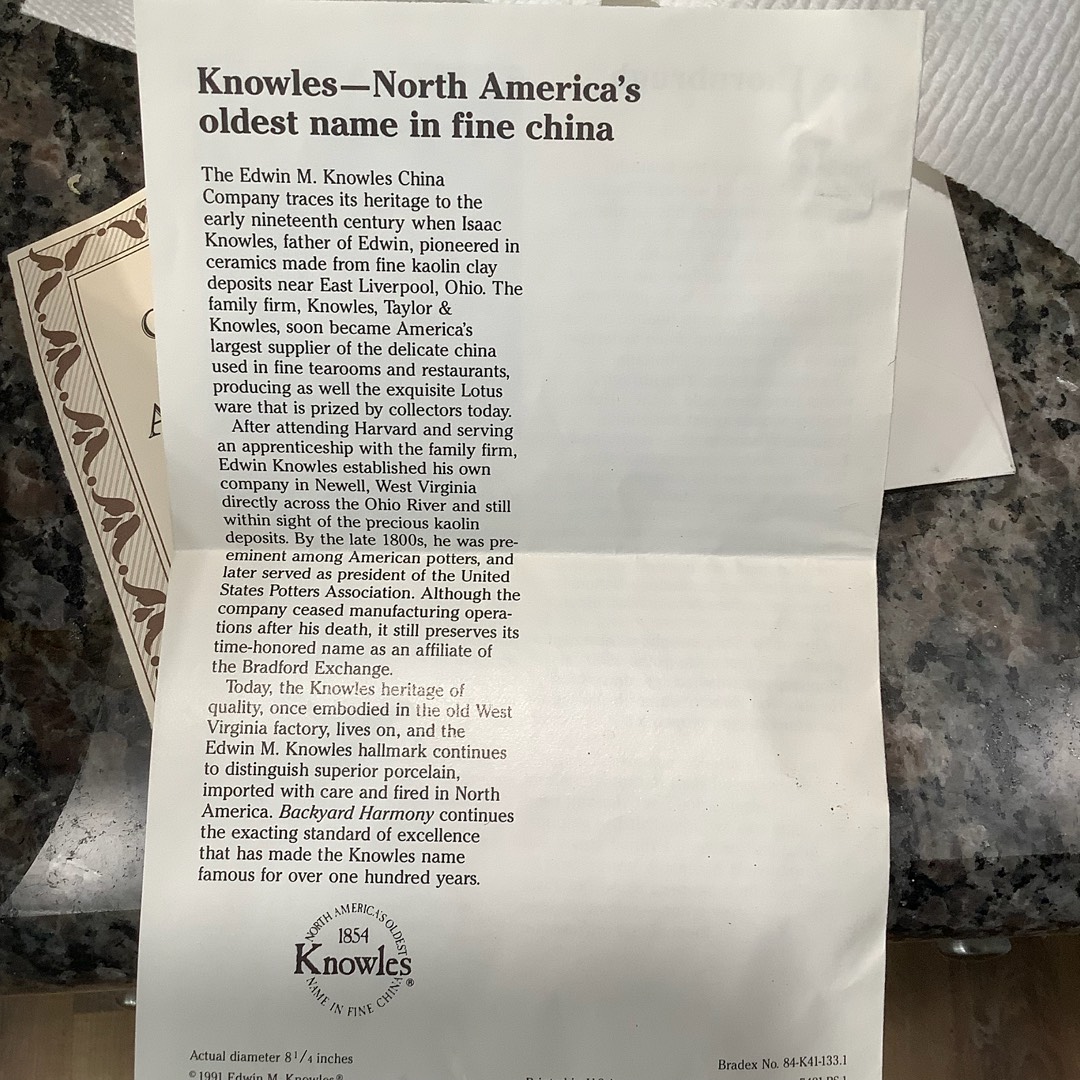 Knowles—North America's
oldest name in fine china
The Edwin M. Knowles China
Company traces its heritage to the
early nineteenth century when Isaac
Knowles, father of Edwin, pioneered in
ceramics made from fine kaolin clay
deposits near East Liverpool, Ohio. The
family firm, Knowles, Taylor &
Knowles, soon became America's
largest supplier of the delicate china
used in fine tearooms and restaurants,
producing as well the exquisite Lotus
ware that is prized by collectors today.
After attending Harvard and serving
an apprenticeship with the family firm,
Edwin Knowles established his own
company in Newell, West Virginia
directly across the Ohio River and still
within sight of the precious kaolin
deposits. By the late 1800s, he was pre-
eminent among American potters, and
later served as president of the United
States Potters Association. Although the
company ceased manufacturing opera-
tions after his death, it still preserves its
time-honored name as an affiliate of
the Bradford Exchange.
Today, the Knowles heritage of
quality, once embodied in the old West
Virginia factory, lives on, and the
Edwin M. Knowles hallmark continues
to distinguish superior porcelain,
imported with care and fired in North
America. Backyard Harmony continues
the exacting standard of excellence
that has made the Knowles name
famous for over one hundred years.
NORTH AMERICA'S OLDEST
1854
Knowles®
NAME IN FINE CHINA
Actual diameter 8 1/4 inches
Bradex No. 84-K41-133.1
© 1991 Edwin M. Knowles®